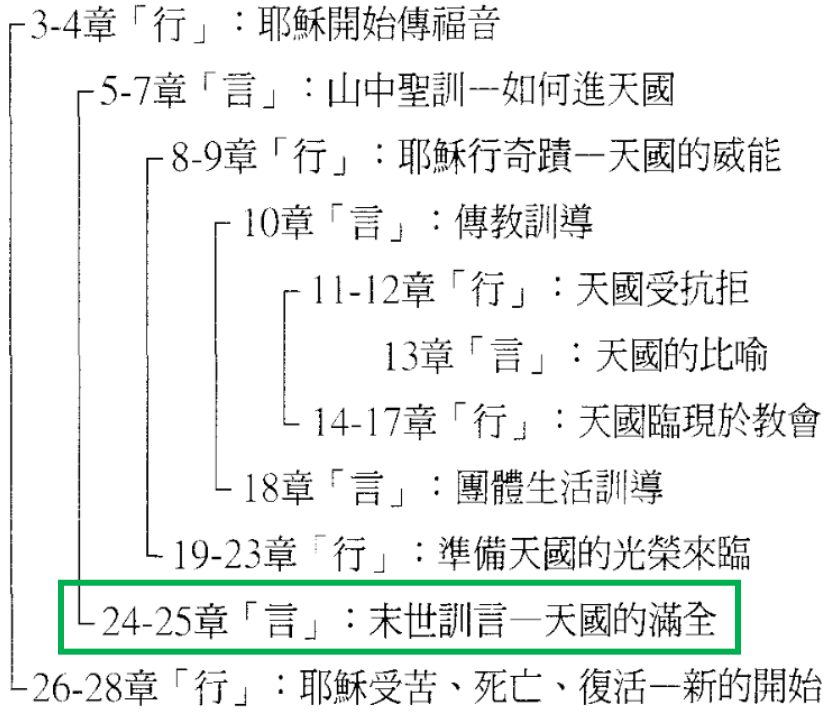 3-4章「行」：耶穌開始傳福音
5-7章「言」：山中聖訓—如何進天國
8-9章「行」：耶穌行奇蹟—天國的威能
10章「言」：傳教訓導
11-12章「行」：天國受抗拒
13章「言」：天國的比喻
14-17章「行」：天國臨現於教會
18章「言」：團體生活訓導
19-23章「行」：準備天國的光榮來臨
24-25章「言」：末世訓言—天國的滿全
26-28章「行」：耶穌受苦、死亡、復活—新的開始